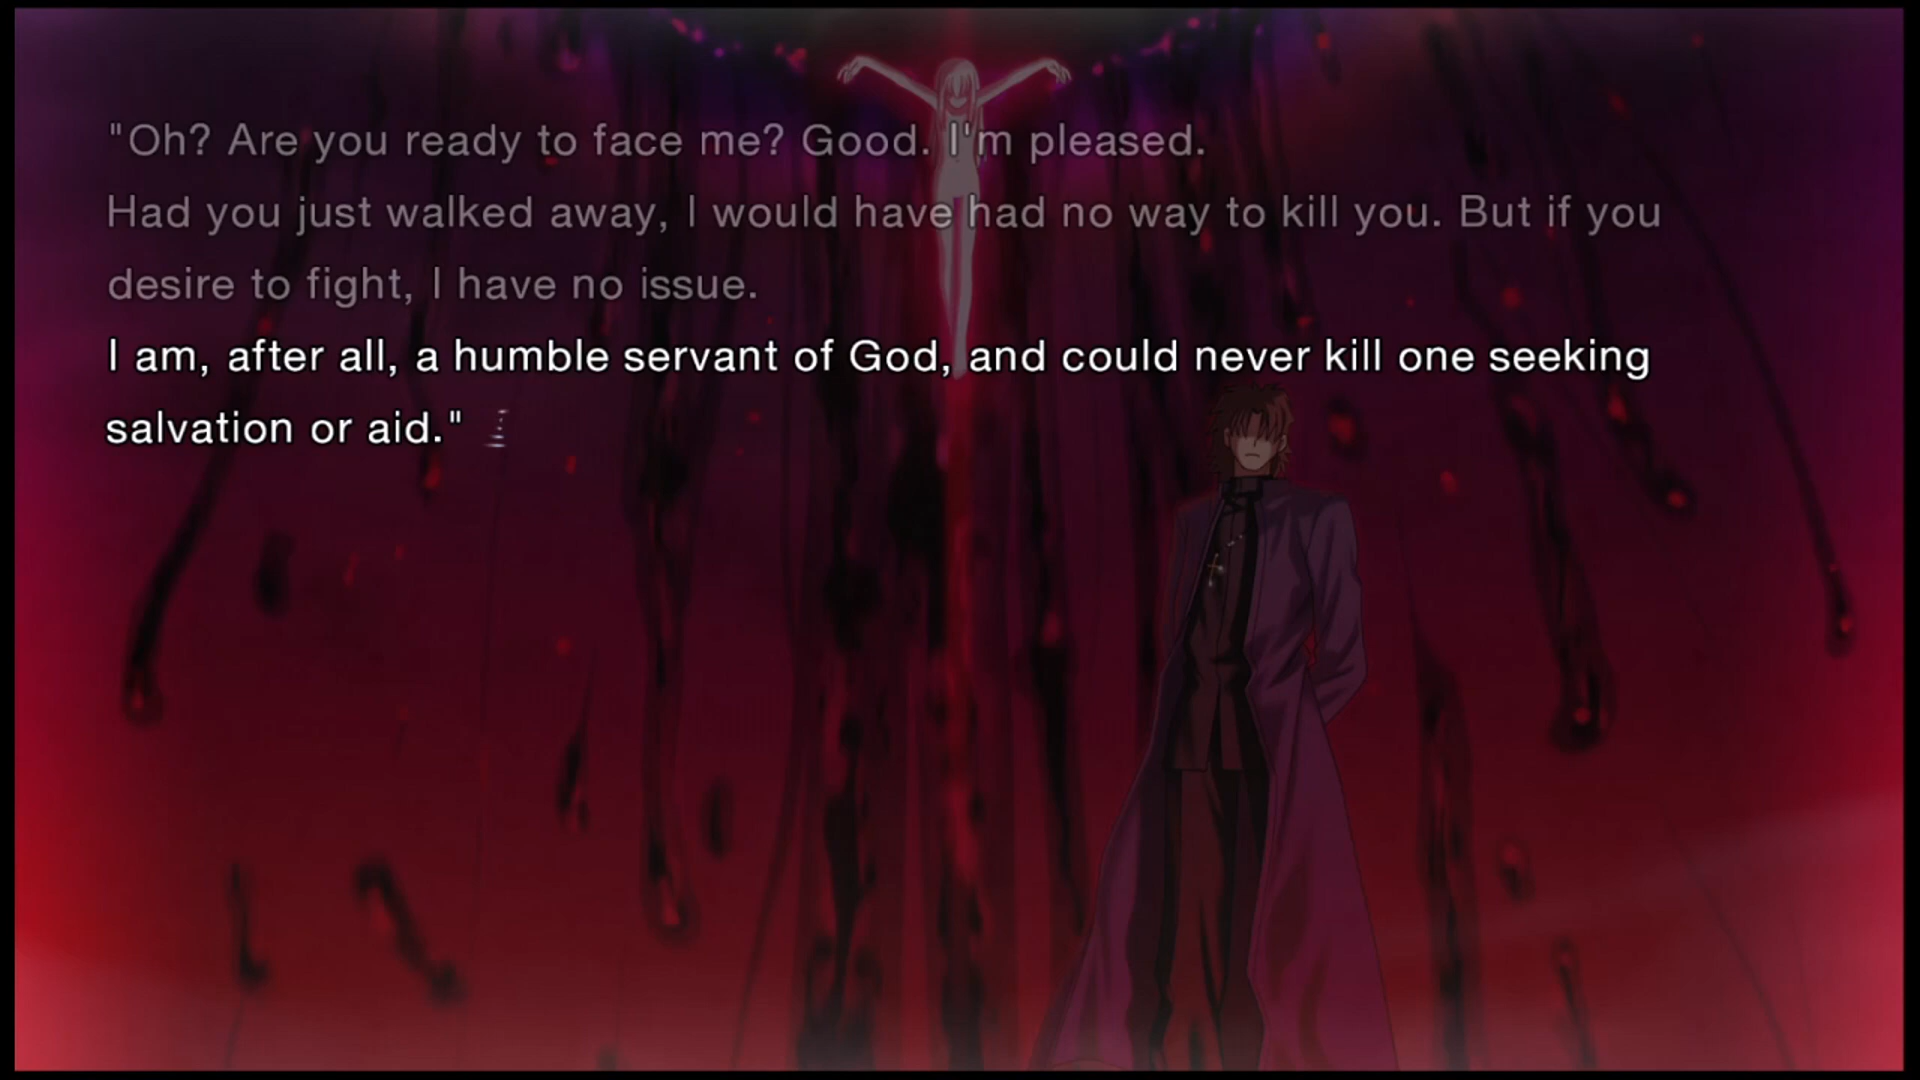 "Oh? Are you ready to face me? Good. I'm pleased.
Had you just walked away, I would have had no way to kill you. But if you
desire to fight, I have no issue.
I am, after all, a humble servant of God, and could never kill one seeking
salvation or aid."